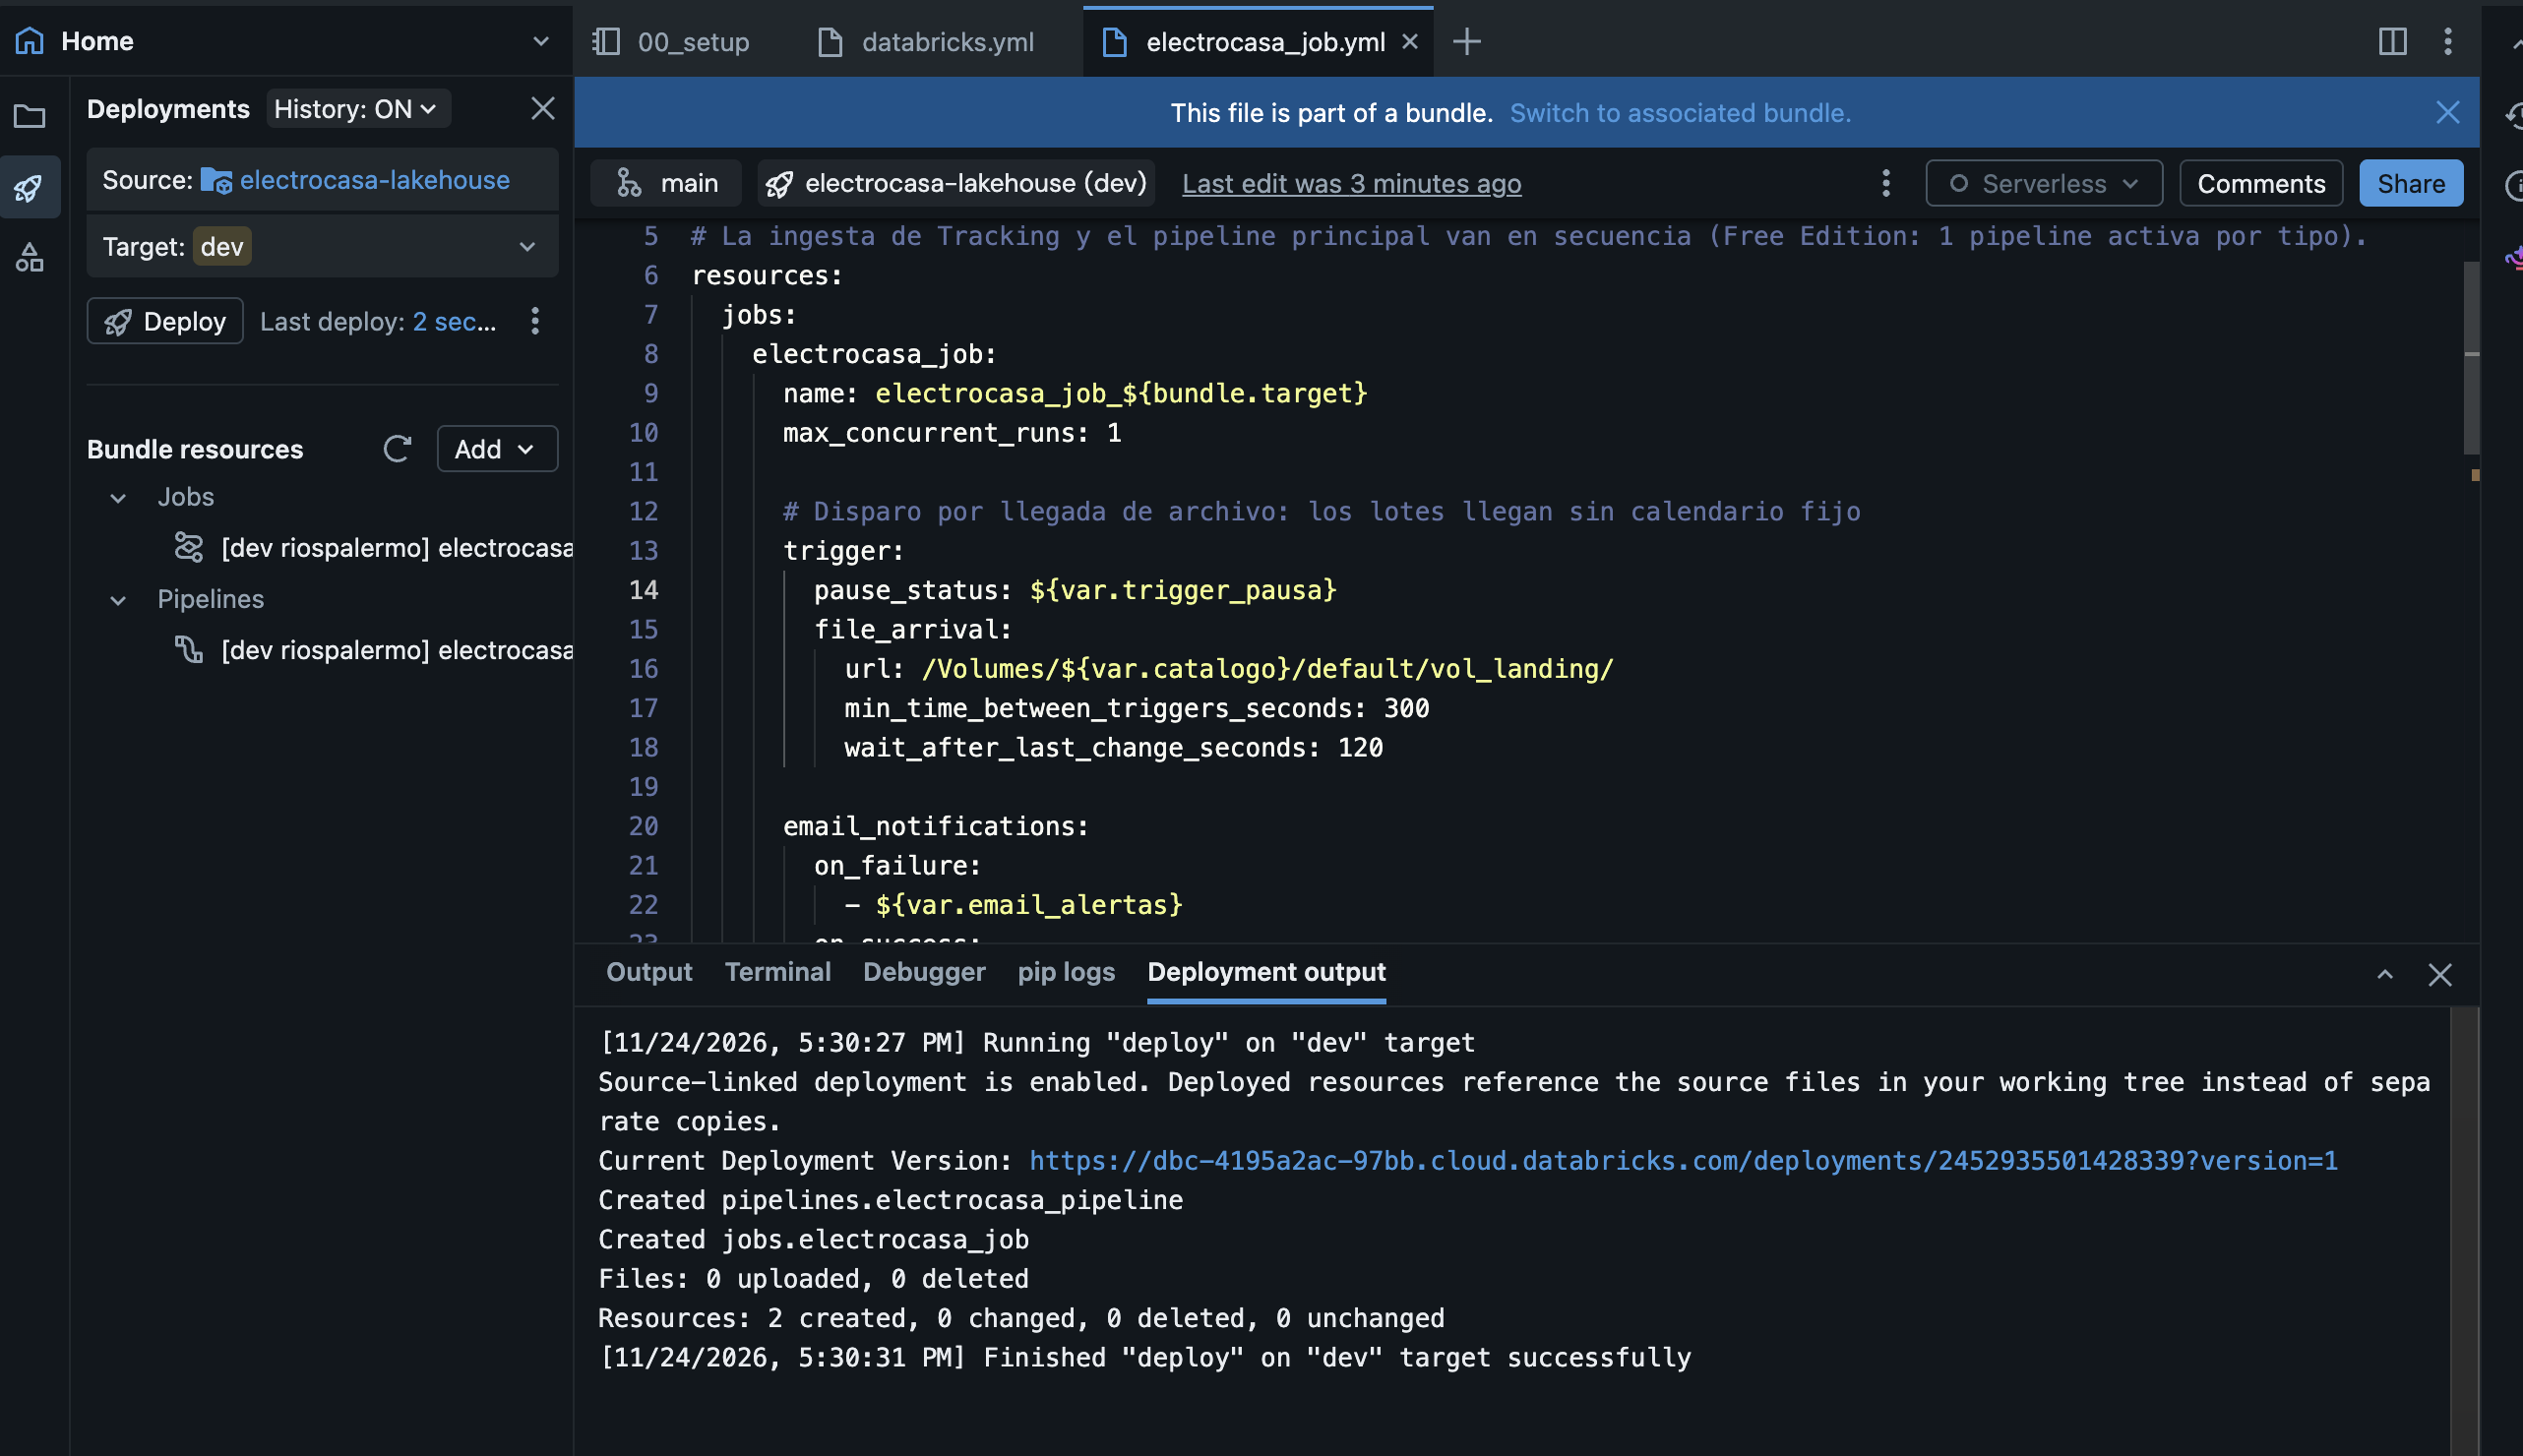 Home
Deployments History: ON
Source: electrocasa-lakehouse
Target: dev
Deploy Last deploy: 2 sec...
Bundle resources Add
Jobs
[dev riospalermo] electrocasa
Pipelines
[dev riospalermo] electrocasa
00_setup databricks.yml electrocasa_job.yml
This file is part of a bundle. Switch to associated bundle.
main electrocasa-lakehouse (dev) Last edit was 3 minutes ago Serverless Comments Share
5 # La ingesta de Tracking y el pipeline principal van en secuencia (Free Edition: 1 pipeline activa por tipo).
6 resources:
7 jobs:
8 electrocasa_job:
9 name: electrocasa_job_${bundle.target}
10 max_concurrent_runs: 1
11
12 # Disparo por llegada de archivo: los lotes llegan sin calendario fijo
13 trigger:
14 pause_status: ${var.trigger_pausa}
15 file_arrival:
16 url: /Volumes/${var.catalogo}/default/vol_landing/
17 min_time_between_triggers_seconds: 300
18 wait_after_last_change_seconds: 120
19
20 email_notifications:
21 on_failure:
22 - ${var.email_alertas}
23 on_success:
Output Terminal Debugger pip logs Deployment output
[11/24/2026, 5:30:27 PM] Running "deploy" on "dev" target
Source-linked deployment is enabled. Deployed resources reference the source files in your working tree instead of sepa
rate copies.
Current Deployment Version: https://dbc-4195a2ac-97bb.cloud.databricks.com/deployments/2452935501428339?version=1
Created pipelines.electrocasa_pipeline
Created jobs.electrocasa_job
Files: 0 uploaded, 0 deleted
Resources: 2 created, 0 changed, 0 deleted, 0 unchanged
[11/24/2026, 5:30:31 PM] Finished "deploy" on "dev" target successfully